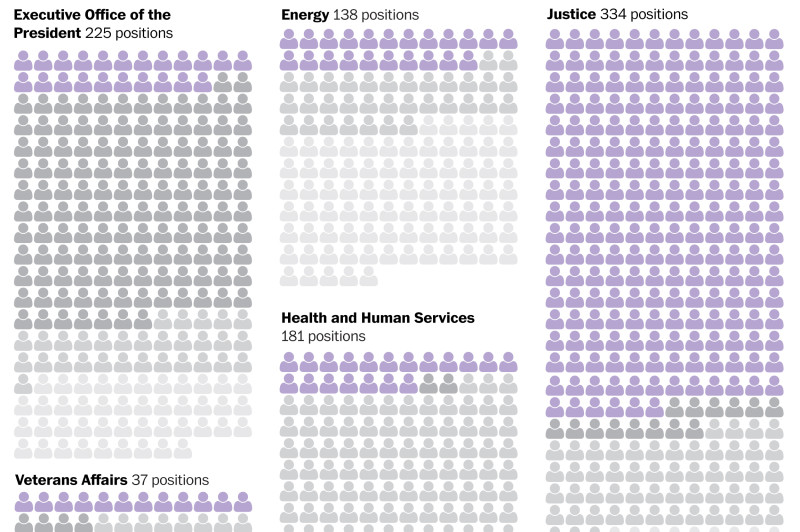 Executive Office of the
President 225 positions
Veterans Affairs 37 positions
Energy 138 positions
Health and Human Services
181 positions
Justice 334 positions